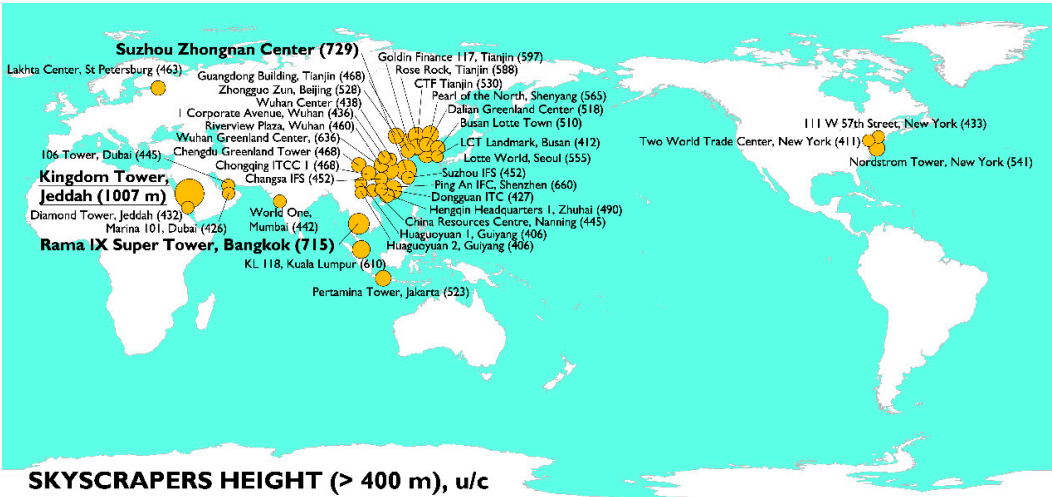 Suzhou Zhongnan Center (729)
Goldin Finance 117, Tianjin (597)
Lakhta Center, St Petersburg (463)
Rose Rock, Tianjin (588)
Guangdong Building, Tianjin (468)
CTF Tianjin (530)
Zhongguo Zun, Beijing (528)
Pearl of the North, Shenyang (565)
Wuhan Center (438)
Dalian Greenland Center (518)
1 Corporate Avenue, Wuhan (436)
Busan Lotte Town (510)
Riverview Plaza, Wuhan (460)
Wuhan Greenland Center, (636)
LCT Landmark, Busan (412)
Chengdu Greenland Tower (468)
Lotte World, Seoul (555)
Chongqing ITCC 1 (468)
Suzhou IFS (452)
Changsa IFS (452)
Ping An IFC, Shenzhen (660)
Dongguan ITC (427)
Hengqin Headquarters 1, Zhuhai (490)
China Resources Centre, Nanning (445)
Huaguoyuan 1, Guiyang (406)
Huaguoyuan 2, Guiyang (406)
106 Tower, Dubai (445)
Kingdom Tower,
Jeddah (1007 m)
Diamond Tower, Jeddah (432)
Marina 101, Dubai (426)
World One,
Mumbai (442)
Rama IX Super Tower, Bangkok (715)
KL 118, Kuala Lumpur (610)
Pertamina Tower, Jakarta (523)
111 W 57th Street, New York (433)
Two World Trade Center, New York (411)
Nordstrom Tower, New York (541)
SKYSCRAPERS HEIGHT (> 400 m), u/c